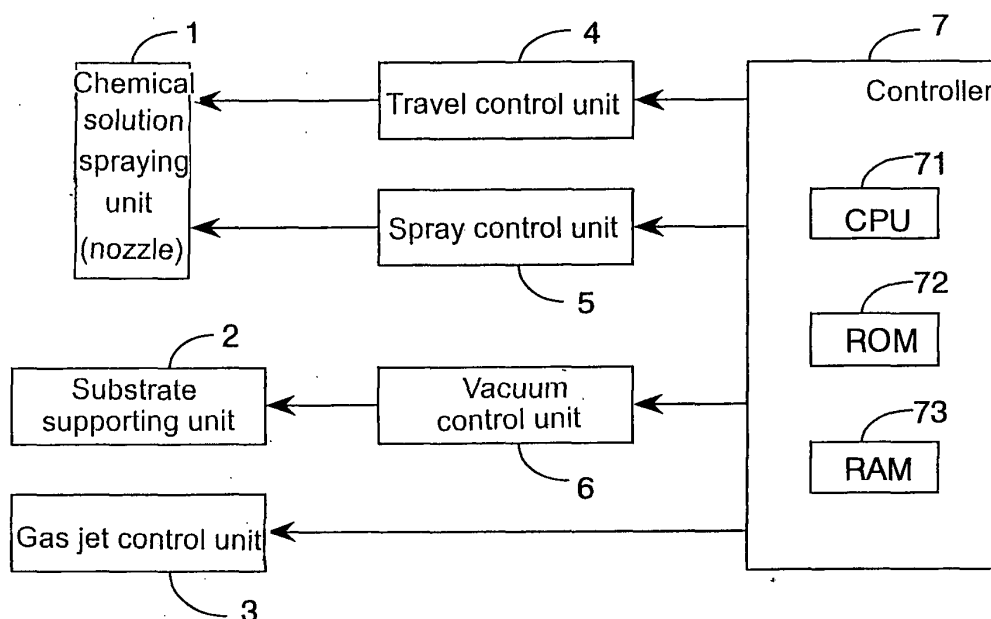 1
4
7
Chemical
solution
spraying
unit
(nozzle)
Travel control unit
Controller
71
CPU
Spray control unit
5
72
ROM
2
Substrate
supporting unit
Vacuum
control unit
6
73
RAM
Gas jet control unit
3